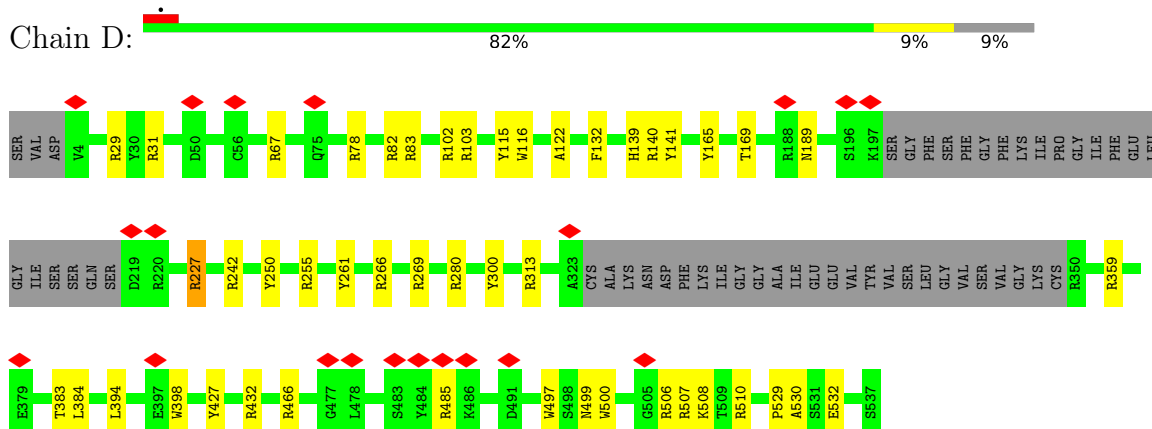 Chain D:
82% 9% 9%
SER VAL ASP V4 R29 Y30 R31 D50 C56 R67 Q75 R78 R82 R83 R102 R103 Y115 W116 A122 F132 H139 R140 Y141 Y165 T169 R188 N189 S196 K197 SER GLY PHE SER PHE GLY PHE LYS ILE PRO GLY ILE PHE GLU LEU
GLY ILE SER SER GLN SER D219 R220 R227 R242 Y250 R255 Y261 R266 R269 R280 Y300 R313 A323 CYS ALA LYS ASN ASP PHE LYS ILE GLY GLY ALA ILE GLU GLU VAL TYR VAL SER LEU GLY VAL SER VAL GLY LYS CYS R350 R359
E379 T383 L384 L394 E397 W398 Y427 R432 R466 G477 L478 S483 Y484 R485 K486 D491 W497 S498 N499 W500 G505 R506 R507 K508 T509 R510 P529 A530 S531 E532 S537